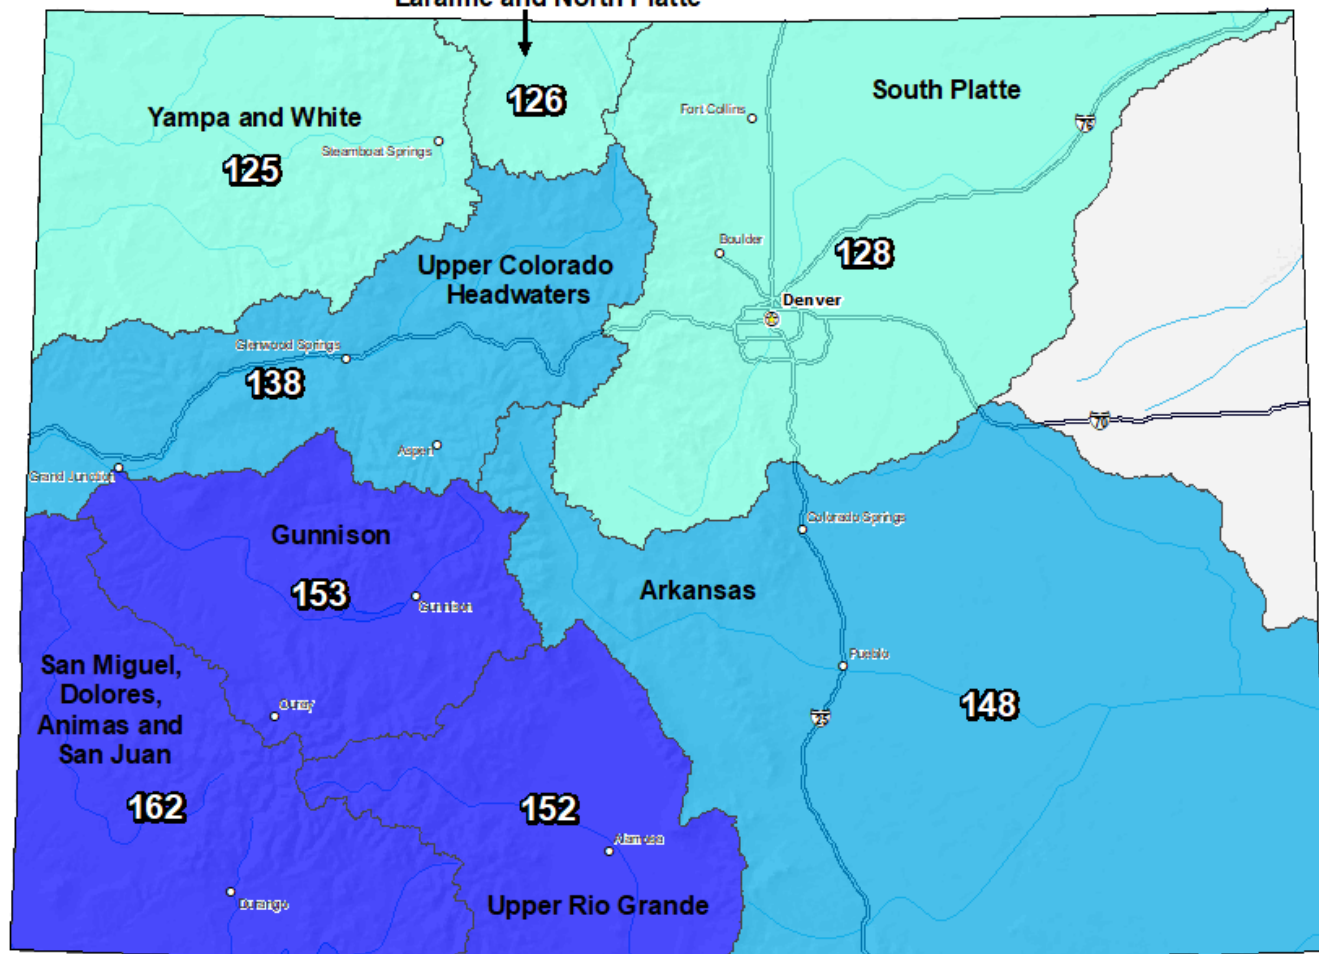 Laramie and North Platte
126
South Platte
Fort Collins
76
Yampa and White
Steamboat Springs
125
Boulder
128
Upper Colorado
Headwaters
Denver
Glenwood Springs
138
70
Aspen
Grand Junction
Colorado Springs
Gunnison
153
Gunnison
Arkansas
San Miguel,
Dolores,
Animas and
San Juan
Pueblo
148
Ouray
25
162
152
Alamosa
Durango
Upper Rio Grande